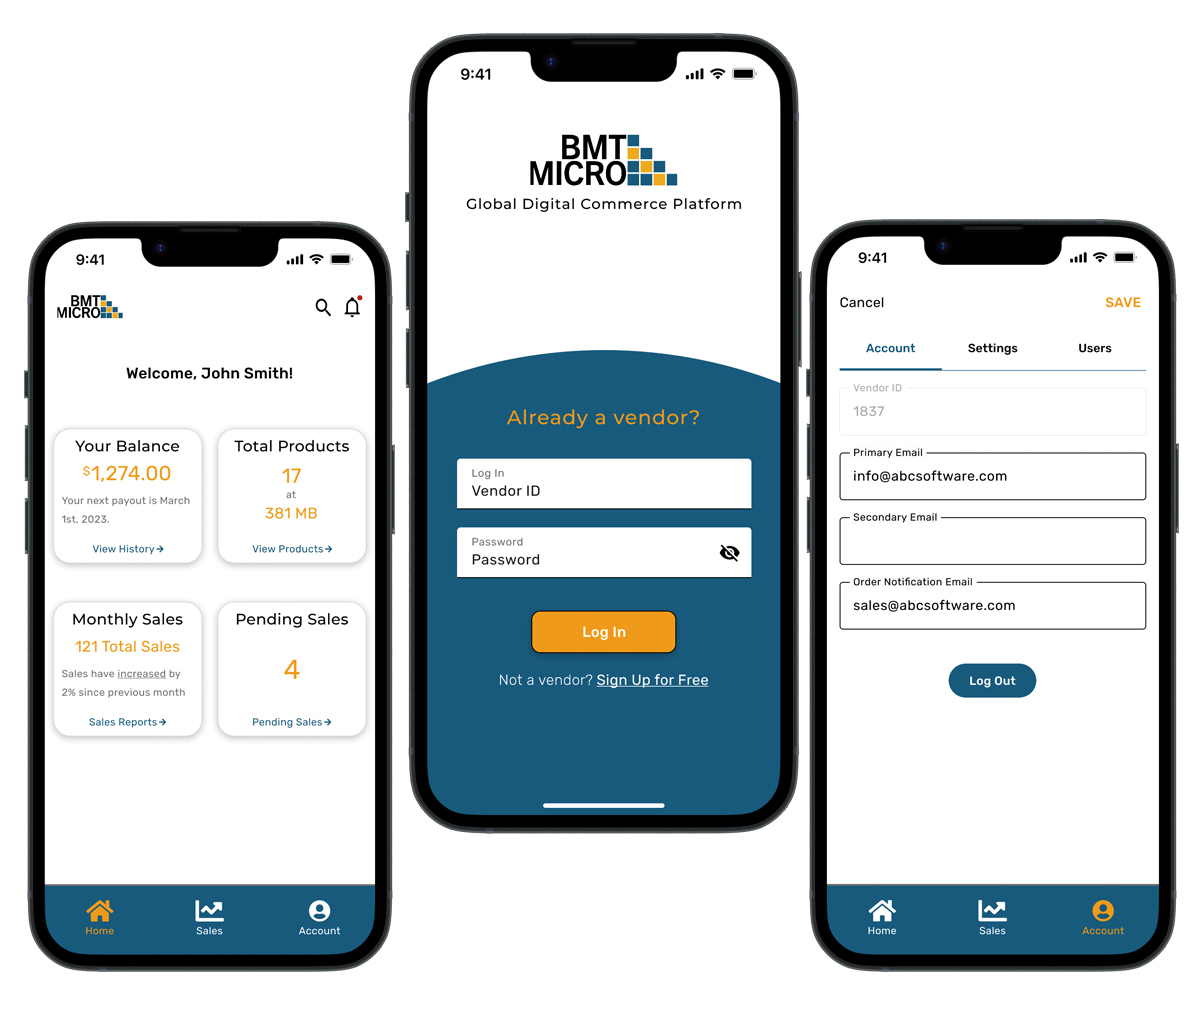 9:41
BMT
MICRO
Welcome, John Smith!
Your Balance
$1,274.00
Your next payout is March
1st, 2023.
View History→
Total Products
17
at
381 MB
View Products→
Monthly Sales
121 Total Sales
Sales have increased by
2% since previous month
Sales Reports→
Pending Sales
4
Pending Sales→
Home
Sales
Account
9:41
BMT
MICRO
Global Digital Commerce Platform
Already a vendor?
Log In
Vendor ID
Password
Password
Log In
Not a vendor? Sign Up for Free
9:41
Cancel
SAVE
Account
Settings
Users
Vendor ID
1837
Primary Email
info@abcsoftware.com
Secondary Email
Order Notification Email
sales@abcsoftware.com
Log Out
Home
Sales
Account